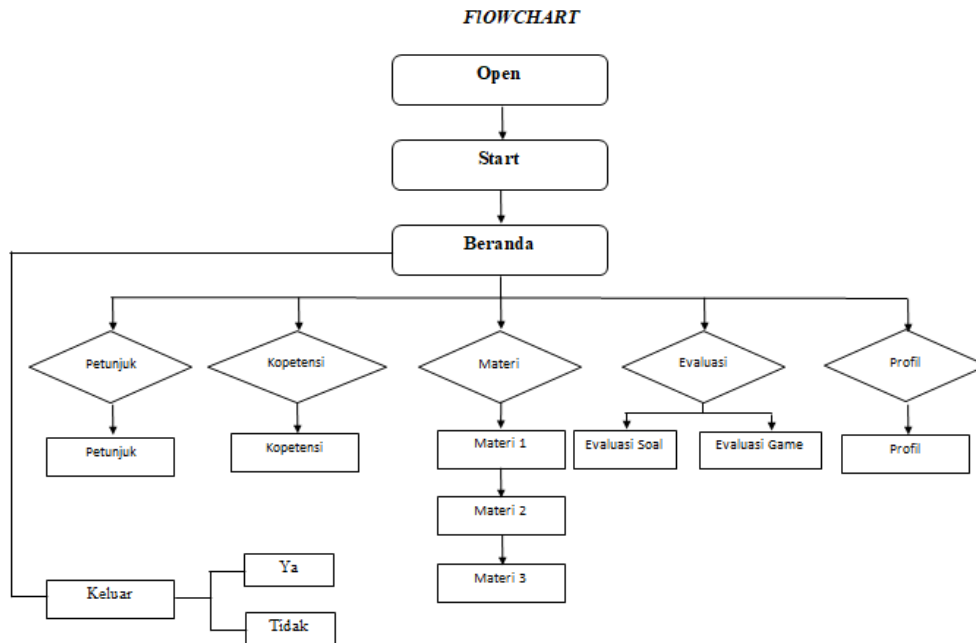 FlOWCHART
Open
Start
Beranda
Petunjuk
Kopetensi
Materi
Evaluasi
Profil
Petunjuk
Kopetensi
Materi 1
Evaluasi Soal
Evaluasi Game
Profil
Materi 2
Materi 3
Keluar
Ya
Tidak